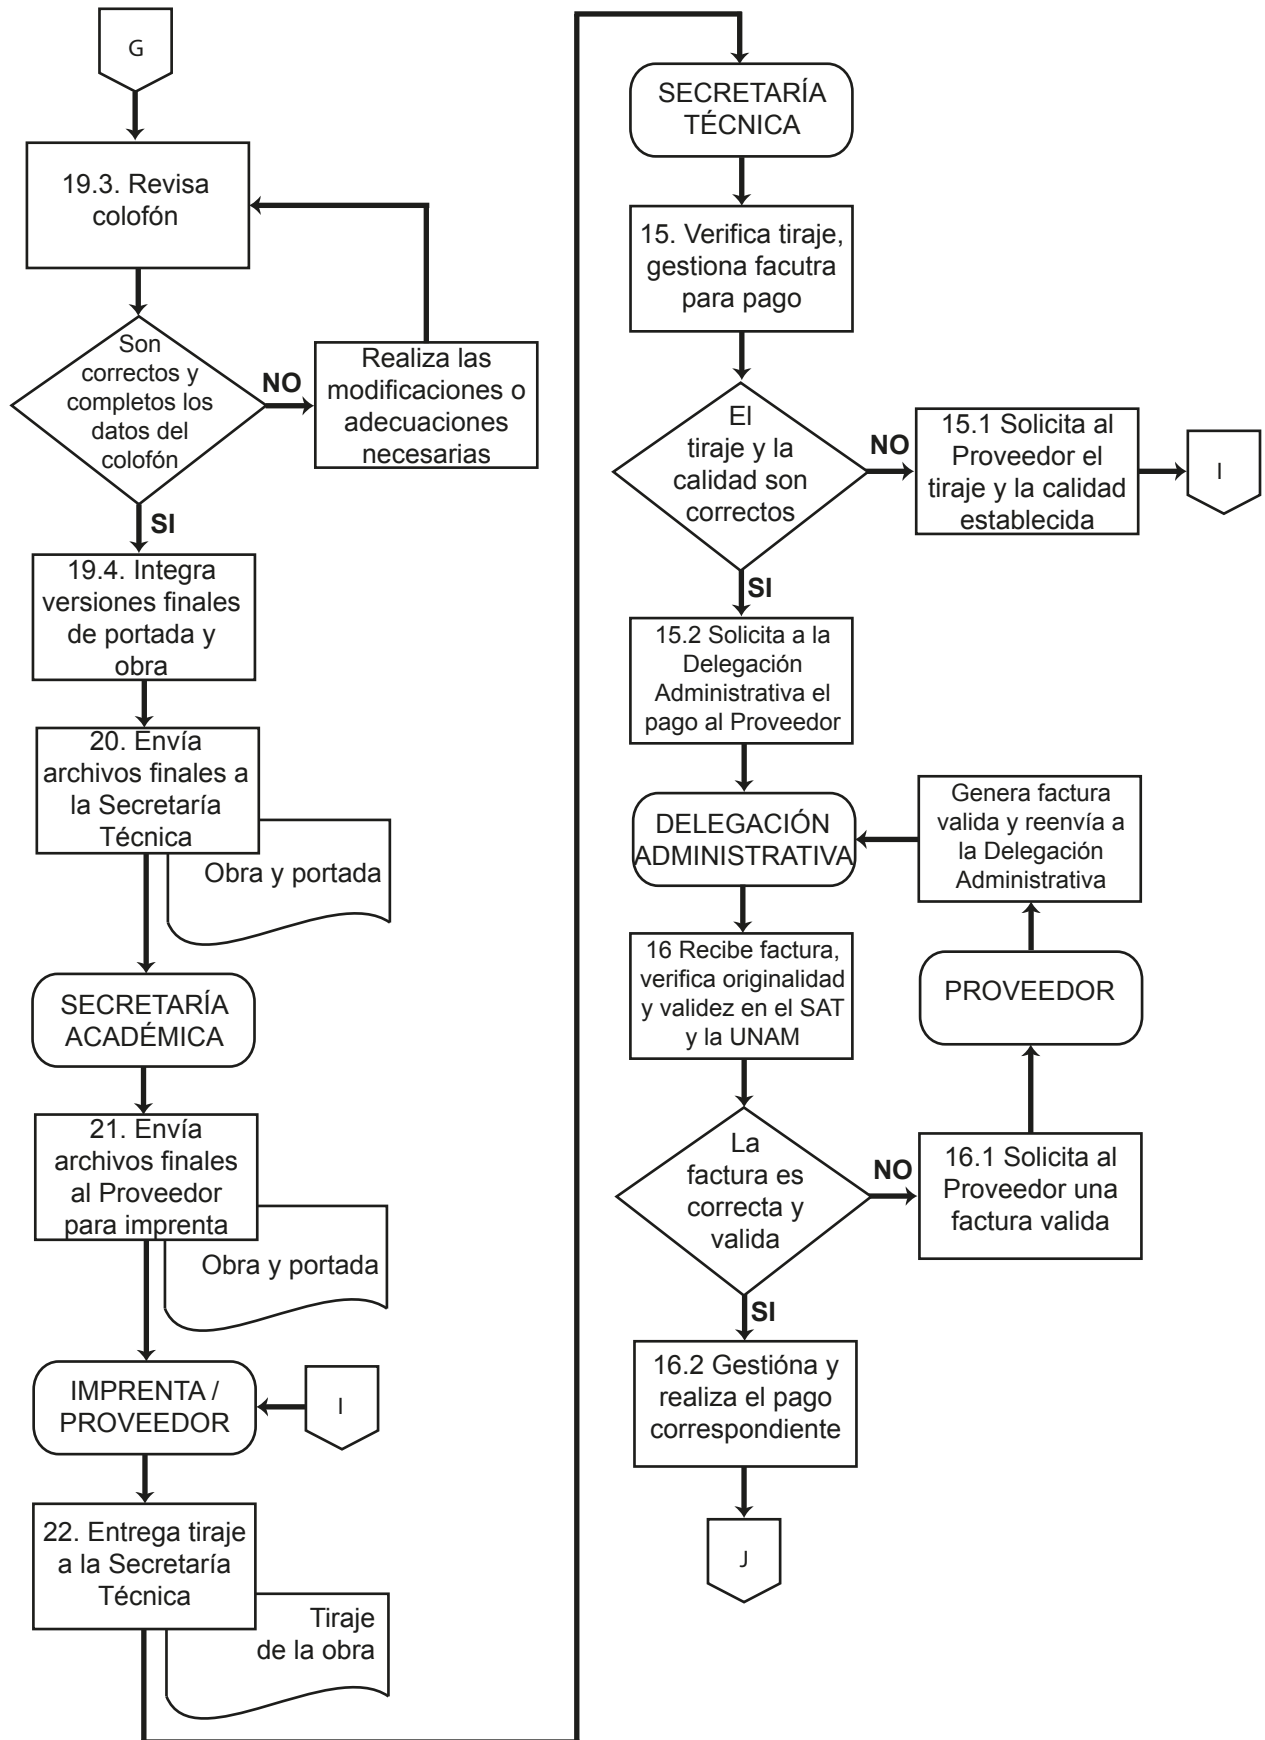 G
19.3. Revisa
colofón
Son
correctos y
completos los
datos del
colofón
NO
Realiza las
modificaciones o
adecuaciones
necesarias
SI
19.4. Integra
versiones finales
de portada y
obra
20. Envía
archivos finales a
la Secretaría
Técnica
Obra y portada
SECRETARÍA
ACADÉMICA
21. Envía
archivos finales
al Proveedor
para imprenta
Obra y portada
IMPRENTA /
PROVEEDOR
I
22. Entrega tiraje
a la Secretaría
Técnica
Tiraje
de la obra
SECRETARÍA
TÉCNICA
15. Verifica tiraje,
gestiona facutra
para pago
El
tiraje y la
calidad son
correctos
NO
15.1 Solicita al
Proveedor el
tiraje y la calidad
establecida
I
SI
15.2 Solicita a la
Delegación
Administrativa el
pago al Proveedor
DELEGACIÓN
ADMINISTRATIVA
Genera factura
valida y reenvía a
la Delegación
Administrativa
16 Recibe factura,
verifica originalidad
y validez en el SAT
y la UNAM
PROVEEDOR
La
factura es
correcta y
valida
NO
16.1 Solicita al
Proveedor una
factura valida
SI
16.2 Gestióna y
realiza el pago
correspondiente
J